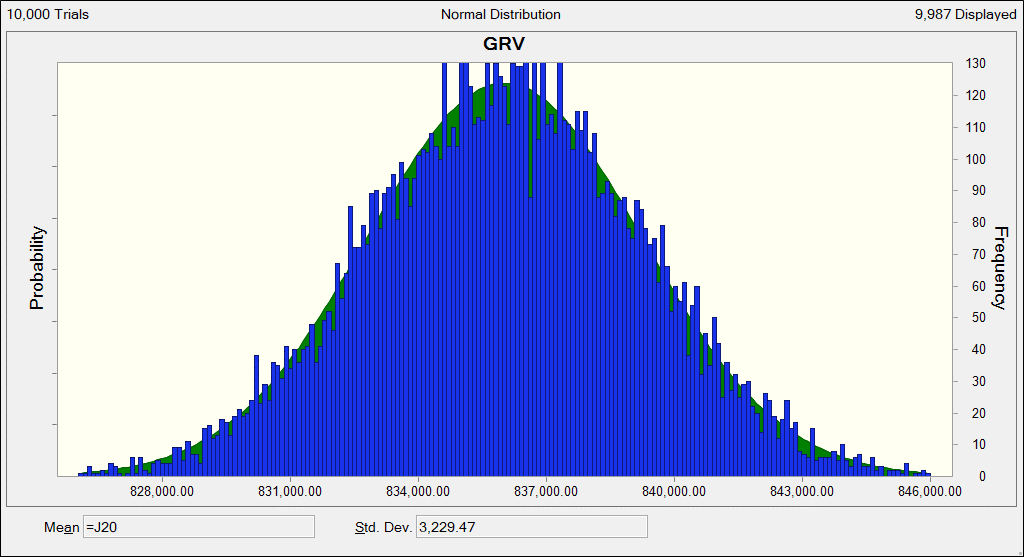 10,000 Trials Normal Distribution 9,987 Displayed
GRV
130
120
110
100
90
80
70
60
50
40
30
20
10
0
Probability
Frequency
828,000.00 831,000.00 834,000.00 837,000.00 840,000.00 843,000.00 846,000.00
Mean =J20 Std. Dev. 3,229.47